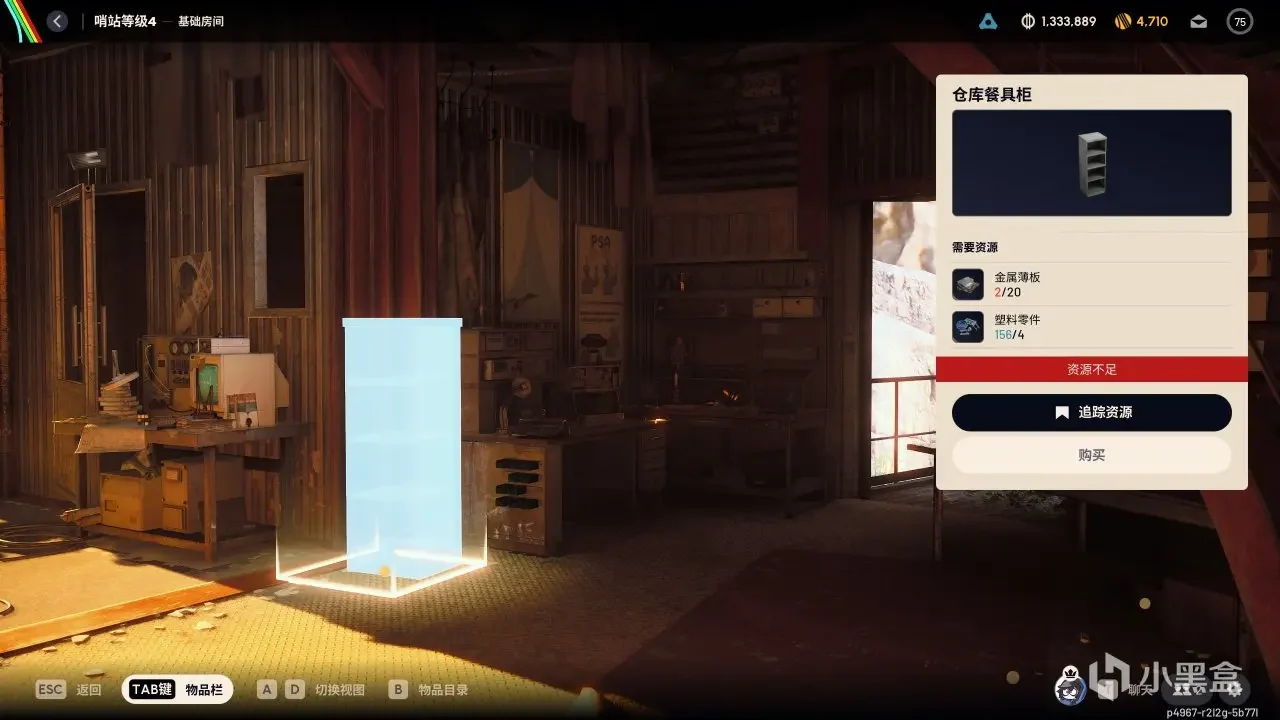 哨站等级4 — 基础房间
1,333,889
4,710
75
仓库餐具柜
需要资源
金属薄板
2/20
塑料零件
156/4
资源不足
追踪资源
购买
PSA
ESC 返回
TAB键 物品栏
A D 切换视图
B 物品目录
聊天
小黑盒
p4967-r2l2g-5b77l